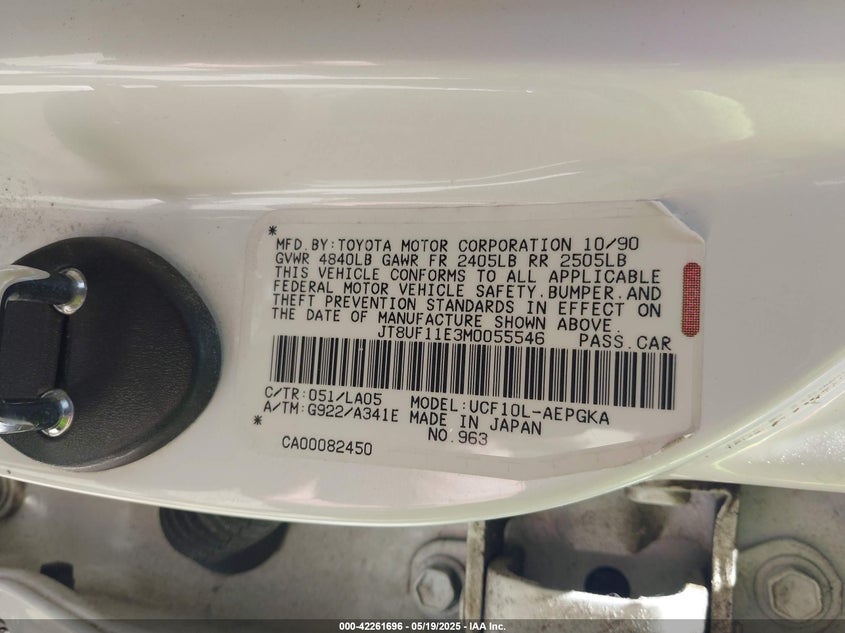 *
MFD.BY:TOYOTA MOTOR CORPORATION 10/90
GVWR 4840LB GAWR FR 2405LB RR 2505LB
THIS VEHICLE CONFORMS TO ALL APPLICABLE
FEDERAL MOTOR VEHICLE SAFETY.BUMPER.AND
THEFT PREVENTION STANDARDS IN EFFECT ON
THE DATE OF MANUFACTURE SHOWN ABOVE.
JT8UF11E3M0055546 PASS.CAR
C/TR:051/LA05 MODEL:UCF10L-AEPGKA
A/TM:G922/A341E MADE IN JAPAN
*
NO.963
CA00082450
000-42261696 - 05/19/2025 - IAA Inc.